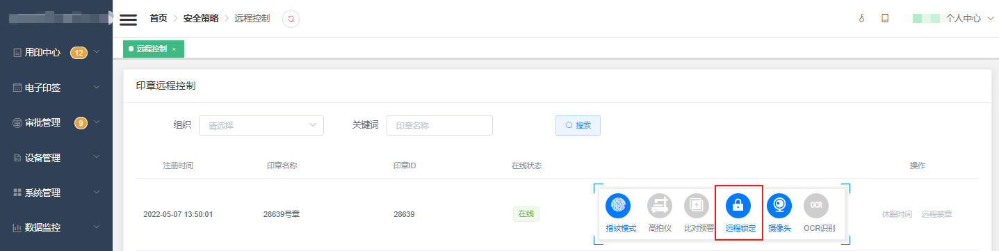 首页 安全策略 远程控制 个人中心
用印中心 12
电子印签
审批管理 9
设备管理
系统管理
数据监控
远程控制 ×
印章远程控制
组织 请选择 关键词 印章名称 搜索
注册时间 印章名称 印章ID 在线状态 操作
2022-05-07 13:50:01 28639号章 28639 在线 指纹模式 高拍仪 比对预警 远程锁定 摄像头 OCR OCR识别 休眠时间 远程装章